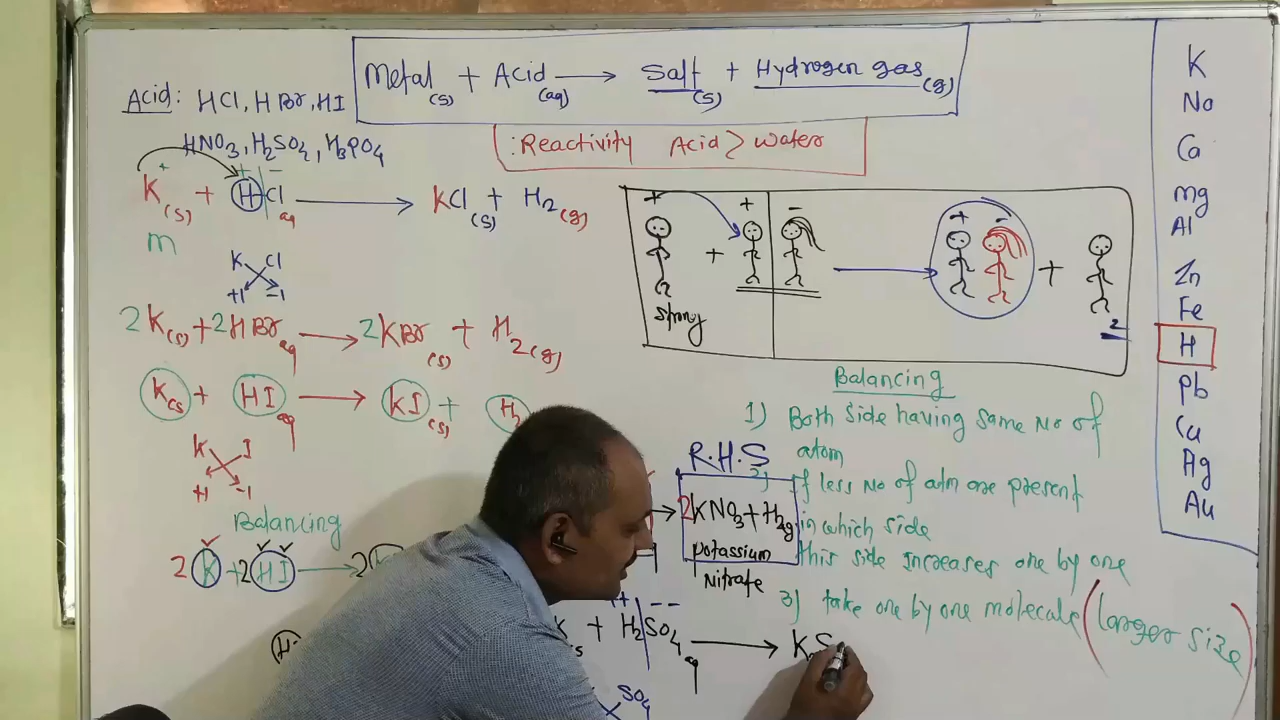 Metal(s) + Acid(aq) → Salt(s) + Hydrogen gas(g)
Acid: HCl, HBr, HI
HNO3, H2SO4, H3PO4
:Reactivity Acid > Water
K(s) + HCl aq → KCl(s) + H2(g)
+ + −
m
K Cl
+1 −1
2K(s) + 2HBr aq → 2KBr(s) + H2(g)
K(s) + HI aq → KI(s) + H2
K I
+1 −1
Balancing
2K + 2HI → 2
+ + −
+ → +
+ −
strong
2
Balancing
1) Both side having same No of
atom
2) If less No of atm are present
in which side
this side increases one by one
3) take one by one molecule (larger size)
R.H.S
→ 2KNO3 + H2g
potassium
Nitrate
++ − −
K s + H2SO4 aq → K2S
SO4
K
Na
Ca
mg
Al
Zn
Fe
H
Pb
Cu
Ag
Au